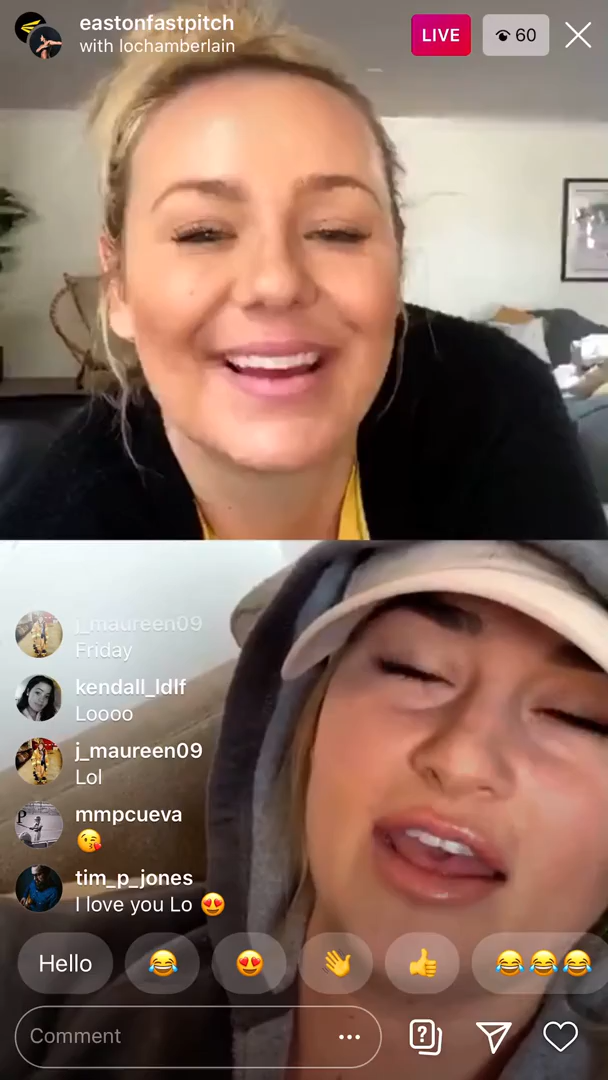 eastonfastpitch
with lochamberlain
LIVE
60
j_maureen09
Friday
kendall_ldlf
Loooo
j_maureen09
Lol
mmpcueva
😘
tim_p_jones
I love you Lo 😍
Hello
😂
😍
👋
👍
😂😂😂
Comment